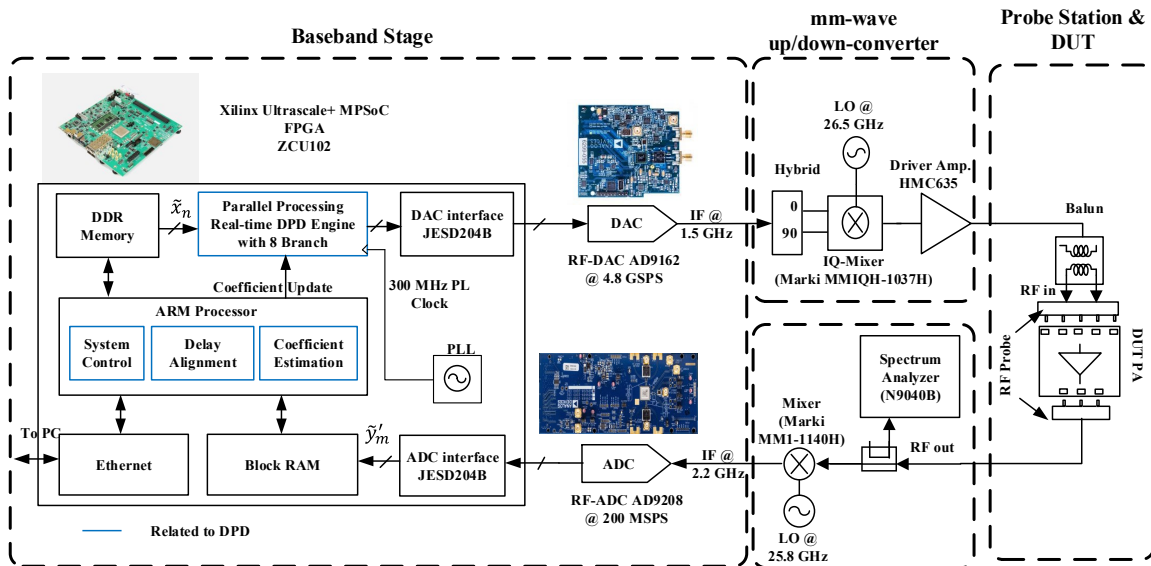 Baseband Stage
mm-wave
up/down-converter
Probe Station &
DUT
Xilinx Ultrascale+ MPSoC
FPGA
ZCU102
DDR
Memory
x̃n
Parallel Processing
Real-time DPD Engine
with 8 Branch
DAC interface
JESD204B
DAC
IF @
1.5 GHz
RF-DAC AD9162
@ 4.8 GSPS
Coefficient Update
300 MHz PL
Clock
ARM Processor
System
Control
Delay
Alignment
Coefficient
Estimation
PLL
To PC
Ethernet
Block RAM
ỹ′m
ADC interface
JESD204B
ADC
IF @
2.2 GHz
RF-ADC AD9208
@ 200 MSPS
Related to DPD
LO @
26.5 GHz
Hybrid
0
90
Driver Amp.
HMC635
IQ-Mixer
(Marki MMIQH-1037H)
Spectrum
Analyzer
(N9040B)
Mixer
(Marki
MM1-1140H)
RF out
LO @
25.8 GHz
Balun
RF in
RF Probe
DUT PA